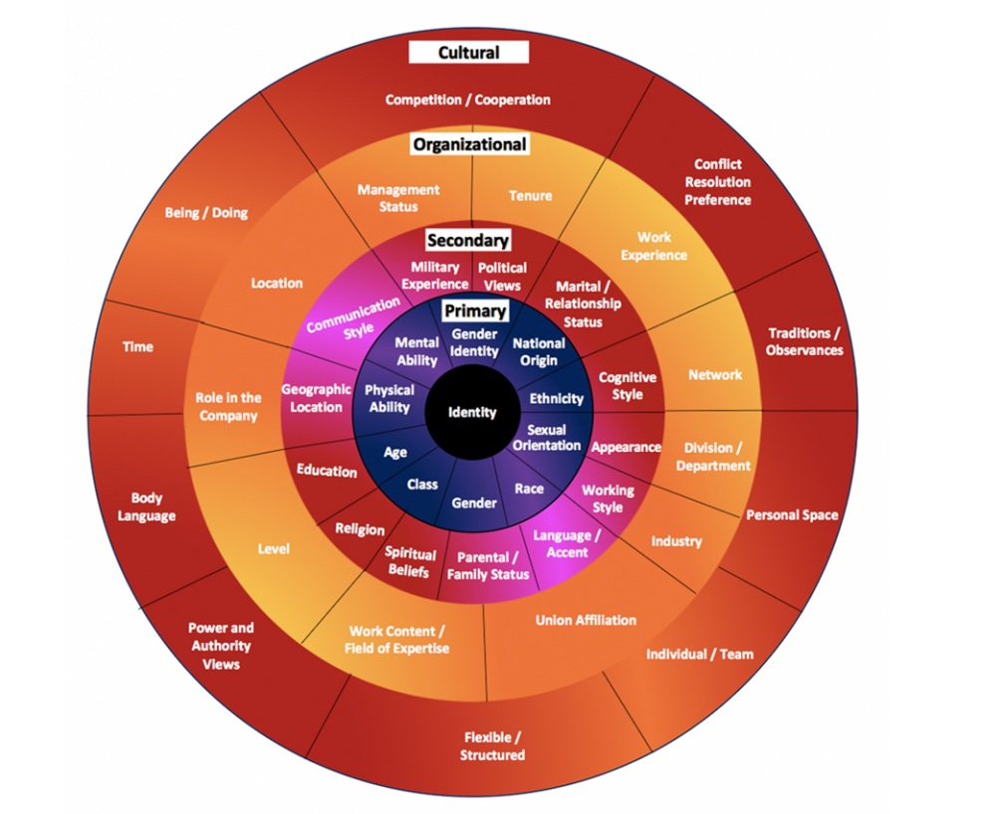 Cultural
Competition / Cooperation
Conflict
Resolution
Preference
Traditions /
Observances
Personal Space
Individual / Team
Flexible /
Structured
Power and
Authority
Views
Body
Language
Time
Being / Doing
Organizational
Management
Status
Tenure
Work
Experience
Network
Division /
Department
Industry
Union Affiliation
Work Content /
Field of Expertise
Level
Role in the
Company
Location
Secondary
Military
Experience
Political
Views
Marital /
Relationship
Status
Cognitive
Style
Appearance
Working
Style
Language /
Accent
Parental /
Family Status
Spiritual
Beliefs
Religion
Education
Geographic
Location
Communication
Style
Primary
Gender
Identity
National
Origin
Ethnicity
Sexual
Orientation
Race
Gender
Class
Age
Physical
Ability
Mental
Ability
Identity